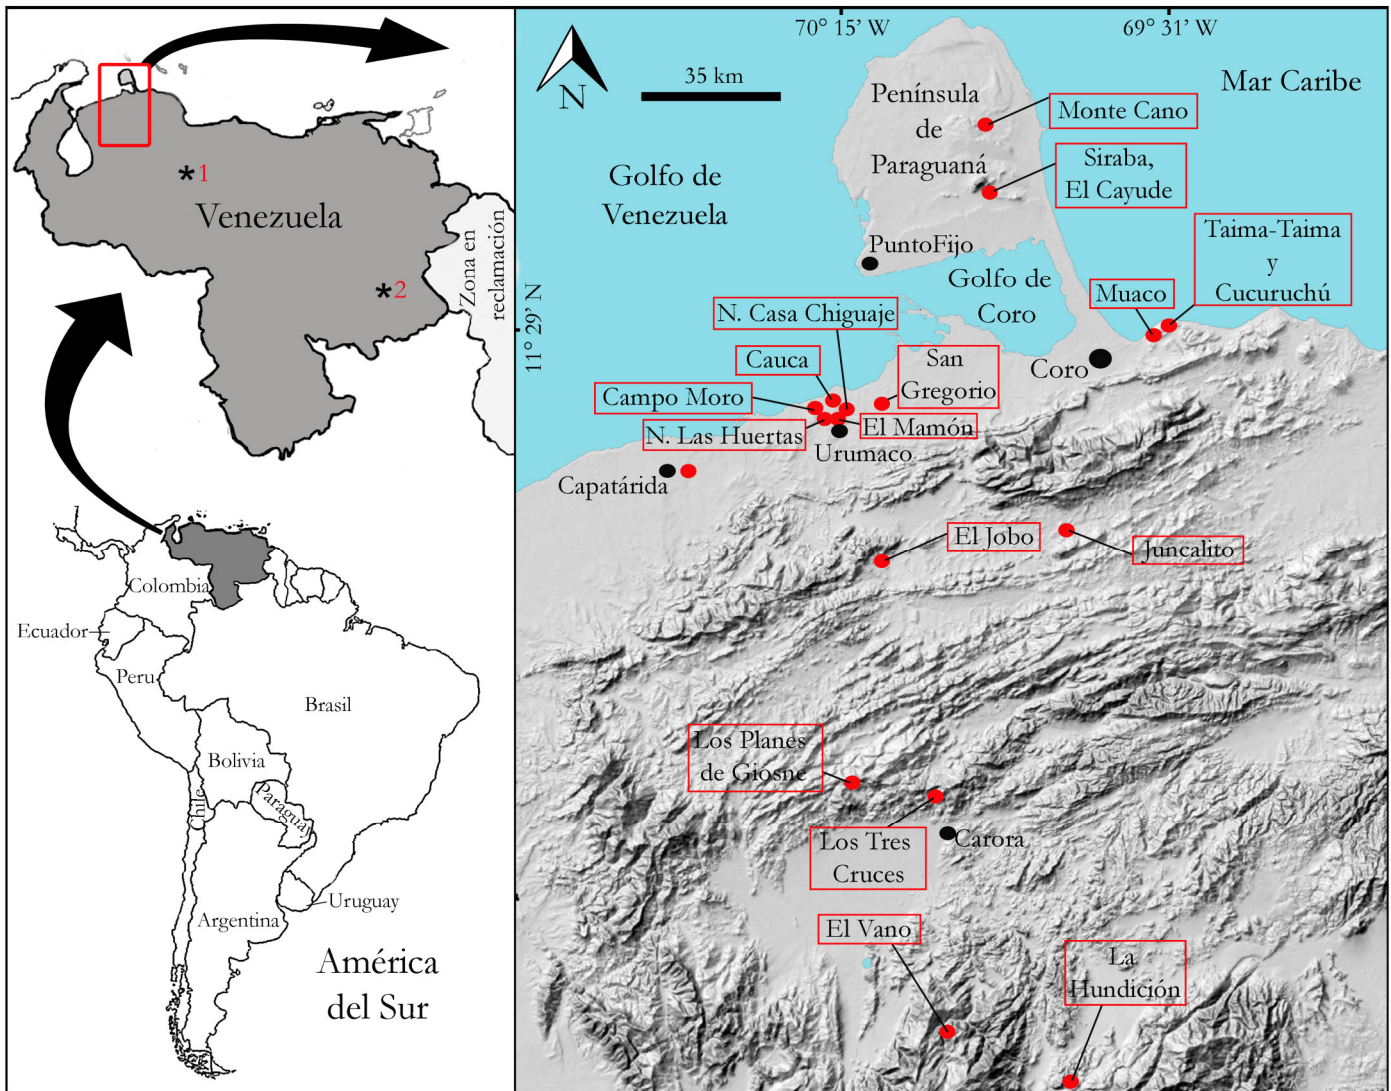 *1
Venezuela
*2
Zona en
reclamación
Colombia
Ecuador
Peru
Brasil
Bolivia
Chile
Paraguay
Uruguay
Argentina
América
del Sur
70° 15’ W
69° 31’ W
11° 29’ N
N
35 km
Mar Caribe
Península
de
Paraguaná
Monte Cano
Siraba,
El Cayude
Golfo de
Venezuela
PuntoFijo
Golfo de
Coro
Taima-Taima
y
Cucuruchú
Muaco
N. Casa Chiguaje
Cauca
San
Gregorio
Coro
Campo Moro
N. Las Huertas
El Mamón
Urumaco
Capatárida
El Jobo
Juncalito
Los Planes
de Giosne
Los Tres
Cruces
Carora
El Vano
La
Hundición